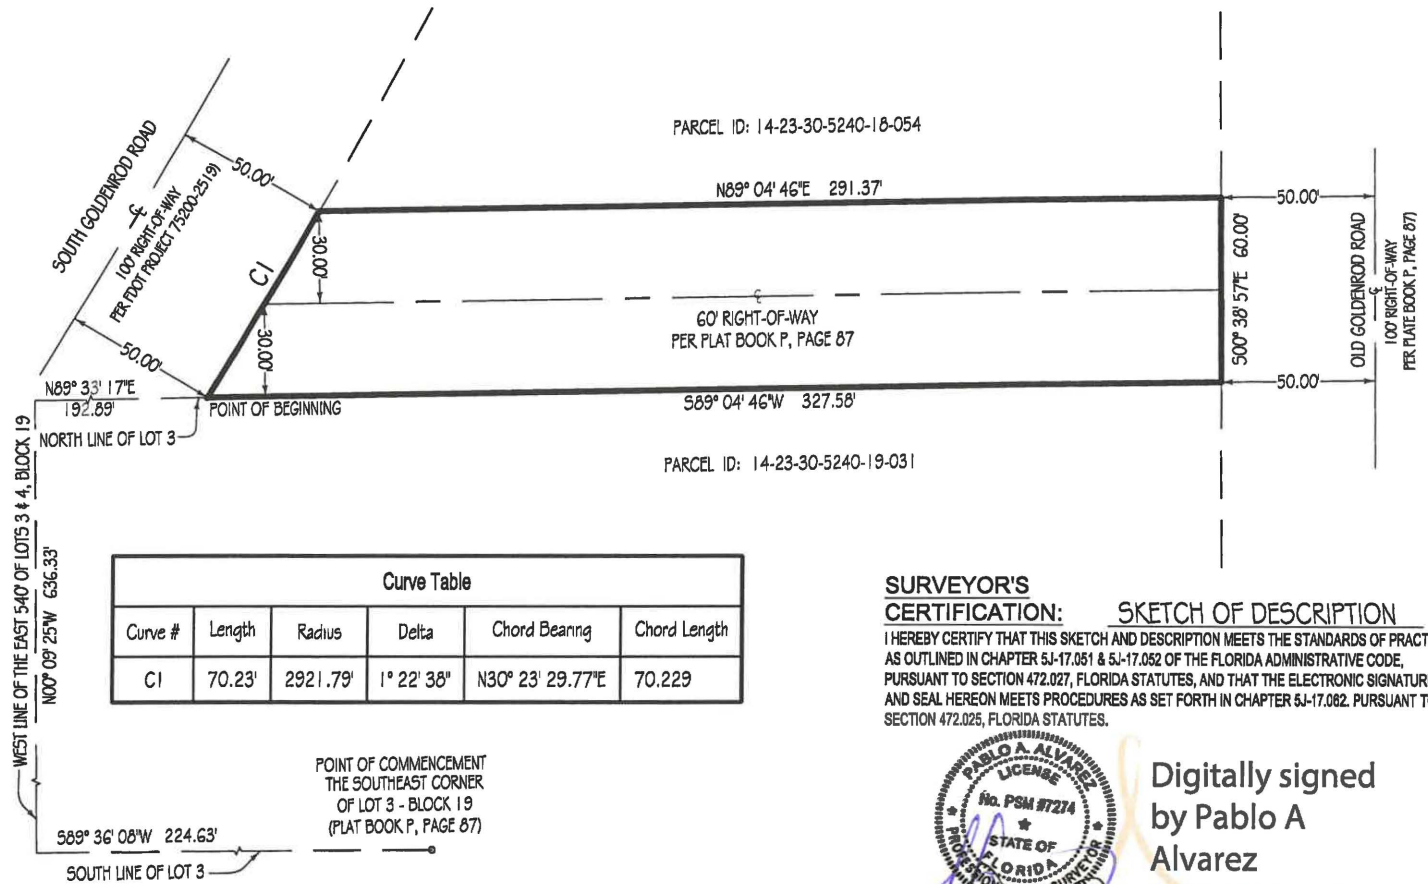 PARCEL ID: 14-23-30-5240-18-054
SOUTH GOLDENROD ROAD
℄
100' RIGHT-OF-WAY
PER FDOT PROJECT 75200-2519)
50.00'
50.00'
N89° 04' 46"E 291.37'
50.00'
C1
30.00'
30.00'
℄
60' RIGHT-OF-WAY
PER PLAT BOOK P, PAGE 87
S00° 38' 57"E 60.00'
OLD GOLDENROD ROAD
℄
100' RIGHT-OF-WAY
PER PLATE BOOK P, PAGE 87)
50.00'
N89° 33' 17"E
192.89'
POINT OF BEGINNING
S89° 04' 46"W 327.58'
NORTH LINE OF LOT 3
PARCEL ID: 14-23-30-5240-19-031
WEST LINE OF THE EAST 540' OF LOTS 3 & 4, BLOCK 19
N00° 09' 25"W 636.33'
Curve Table
Curve # Length Radius Delta Chord Bearing Chord Length
C1 70.23' 2921.79' 1° 22' 38" N30° 23' 29.77"E 70.229
POINT OF COMMENCEMENT
THE SOUTHEAST CORNER
OF LOT 3 - BLOCK 19
(PLAT BOOK P, PAGE 87)
S89° 36' 08"W 224.63'
SOUTH LINE OF LOT 3
SURVEYOR'S
CERTIFICATION: SKETCH OF DESCRIPTION
I HEREBY CERTIFY THAT THIS SKETCH AND DESCRIPTION MEETS THE STANDARDS OF PRACT
AS OUTLINED IN CHAPTER 5J-17.051 & 5J-17.052 OF THE FLORIDA ADMINISTRATIVE CODE,
PURSUANT TO SECTION 472.027, FLORIDA STATUTES, AND THAT THE ELECTRONIC SIGNATUR
AND SEAL HEREON MEETS PROCEDURES AS SET FORTH IN CHAPTER 5J-17.062. PURSUANT T
SECTION 472.025, FLORIDA STATUTES.
PABLO A. ALVAREZ
LICENSE
No. PSM #7274
STATE OF
FLORIDA
SURVEYOR
Digitally signed
by Pablo A
Alvarez